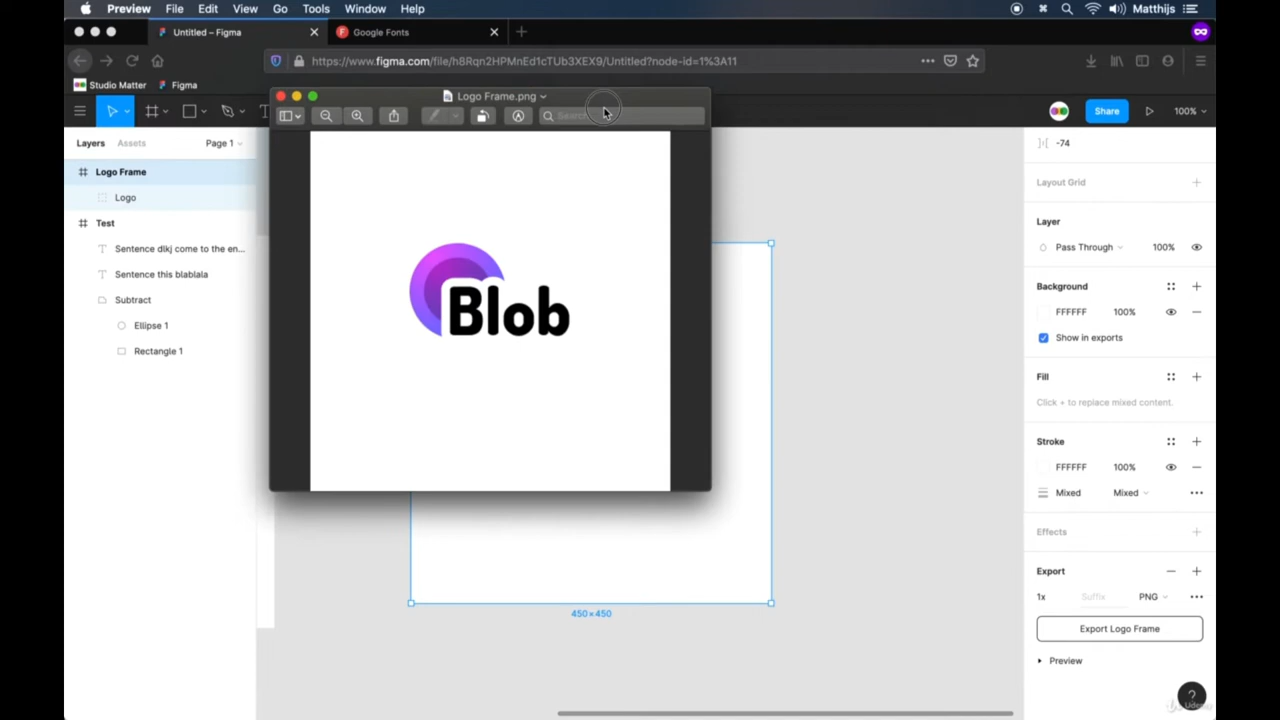 Preview File Edit View Go Tools Window Help Matthijs
Untitled – Figma Google Fonts
https://www.figma.com/file/h8Rqn2HPMnEd1cTUb3XEX9/Untitled?node-id=1%3A11
Studio Matter Figma
Logo Frame.png
Search
Share 100%
Layers Assets Page 1
Logo Frame
Logo
Test
Sentence dlkj come to the en...
Sentence this blablala
Subtract
Ellipse 1
Rectangle 1
Blob
450×450
-74
Layout Grid
Layer
Pass Through 100%
Background
FFFFFF 100%
Show in exports
Fill
Click + to replace mixed content.
Stroke
FFFFFF 100%
Mixed Mixed
Effects
Export
1x Suffix PNG
Export Logo Frame
Preview
?
Udemy